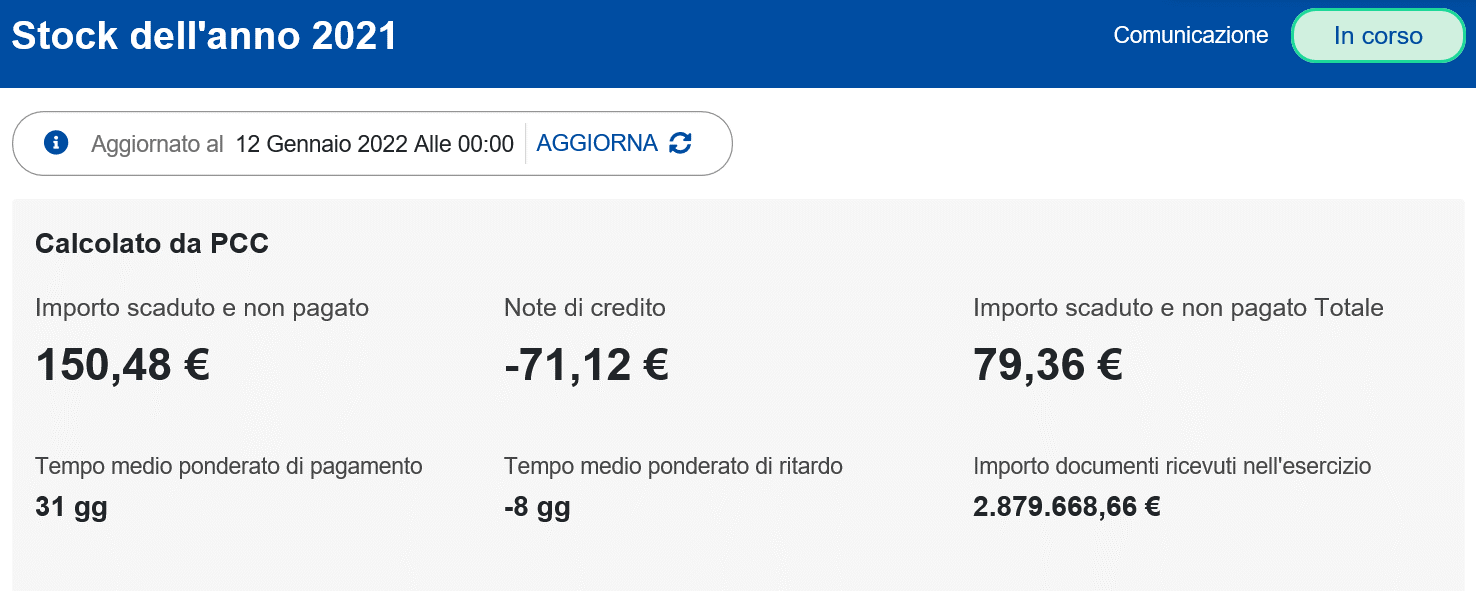 Stock dell'anno 2021
Comunicazione
In corso
Aggiornato al 12 Gennaio 2022 Alle 00:00
AGGIORNA
Calcolato da PCC
Importo scaduto e non pagato
150,48 €
Note di credito
-71,12 €
Importo scaduto e non pagato Totale
79,36 €
Tempo medio ponderato di pagamento
31 gg
Tempo medio ponderato di ritardo
-8 gg
Importo documenti ricevuti nell'esercizio
2.879.668,66 €